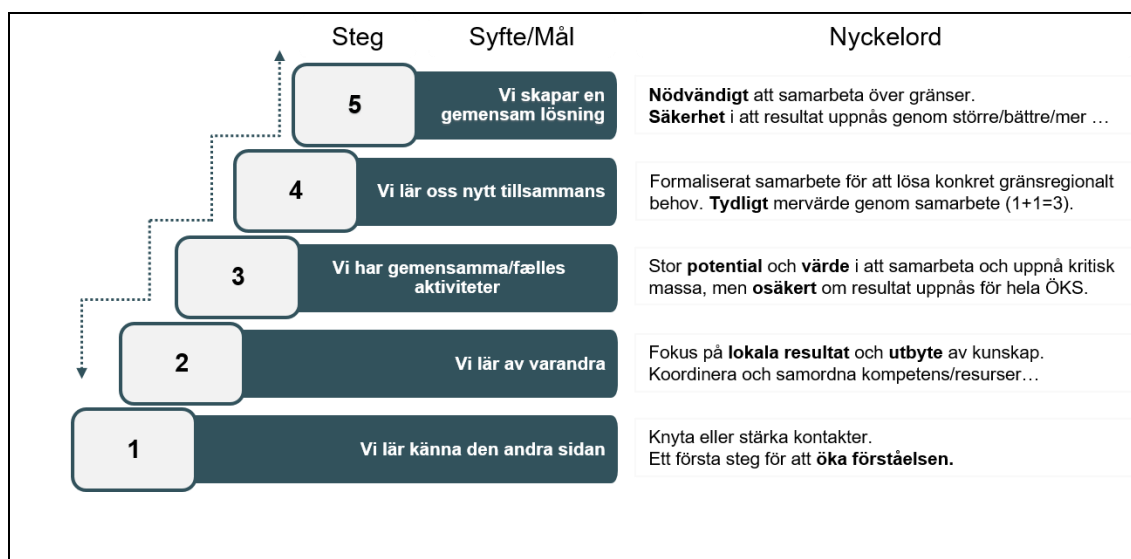 Steg Syfte/Mål Nyckelord
5
Vi skapar en
gemensam lösning
Nödvändigt att samarbeta över gränser.
Säkerhet i att resultat uppnås genom större/bättre/mer …
4
Vi lär oss nytt tillsammans
Formaliserat samarbete för att lösa konkret gränsregionalt
behov. Tydligt mervärde genom samarbete (1+1=3).
3
Vi har gemensamma/fælles
aktiviteter
Stor potential och värde i att samarbeta och uppnå kritisk
massa, men osäkert om resultat uppnås för hela ÖKS.
2
Vi lär av varandra
Fokus på lokala resultat och utbyte av kunskap.
Koordinera och samordna kompetens/resurser…
1
Vi lär känna den andra sidan
Knyta eller stärka kontakter.
Ett första steg för att öka förståelsen.